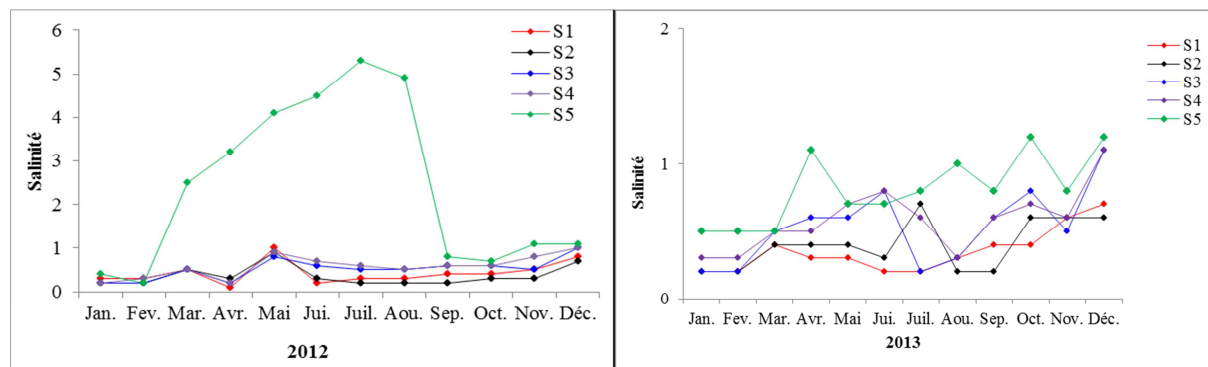 6
5
4
3
2
1
0
Salinité
Jan. Fev. Mar. Avr. Mai Jui. Juil. Aou. Sep. Oct. Nov. Déc.
2012
S1
S2
S3
S4
S5
2
1
0
Salinité
Jan. Fev. Mar. Avr. Mai Jui. Juil. Aou. Sep. Oct. Nov. Déc.
2013
S1
S2
S3
S4
S5